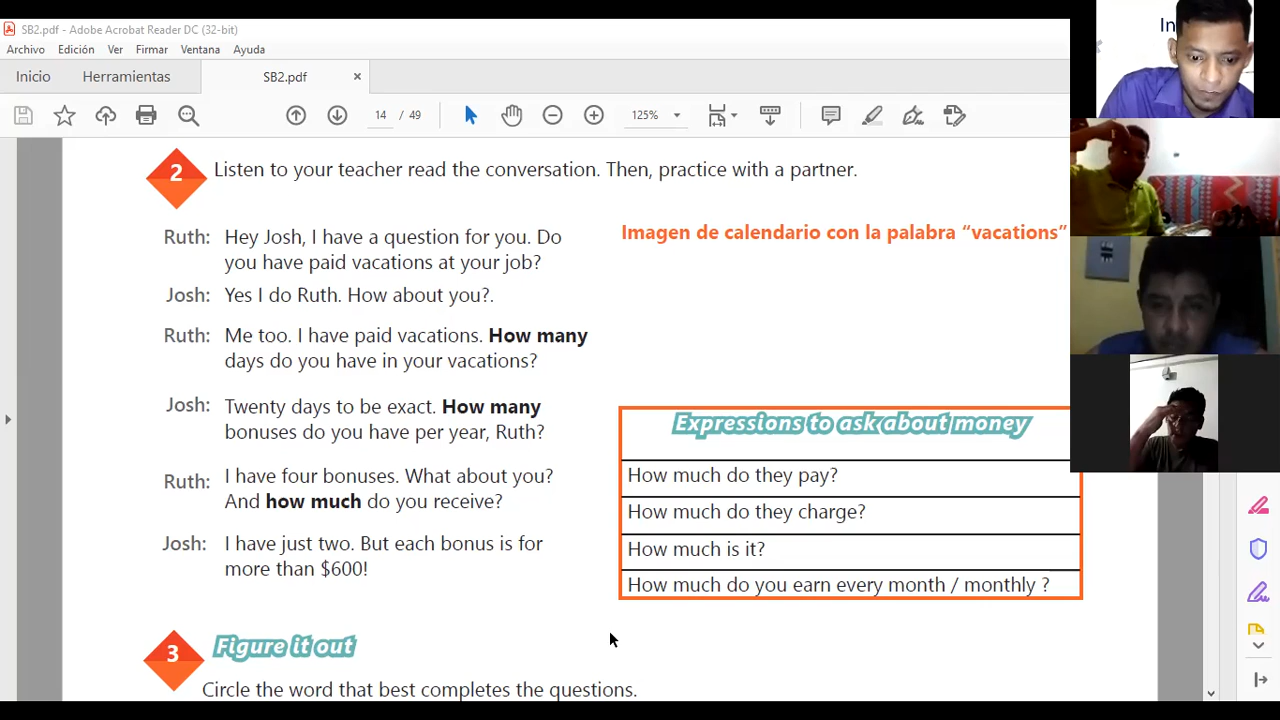 SB2.pdf - Adobe Acrobat Reader DC (32-bit)
Archivo Edición Ver Firmar Ventana Ayuda
Inicio Herramientas SB2.pdf ×
14 / 49 125%
2 Listen to your teacher read the conversation. Then, practice with a partner.
Ruth: Hey Josh, I have a question for you. Do
you have paid vacations at your job?
Josh: Yes I do Ruth. How about you?.
Ruth: Me too. I have paid vacations. How many
days do you have in your vacations?
Josh: Twenty days to be exact. How many
bonuses do you have per year, Ruth?
Ruth: I have four bonuses. What about you?
And how much do you receive?
Josh: I have just two. But each bonus is for
more than $600!
Imagen de calendario con la palabra “vacations”
Expressions to ask about money
How much do they pay?
How much do they charge?
How much is it?
How much do you earn every month / monthly ?
3 Figure it out
Circle the word that best completes the questions.